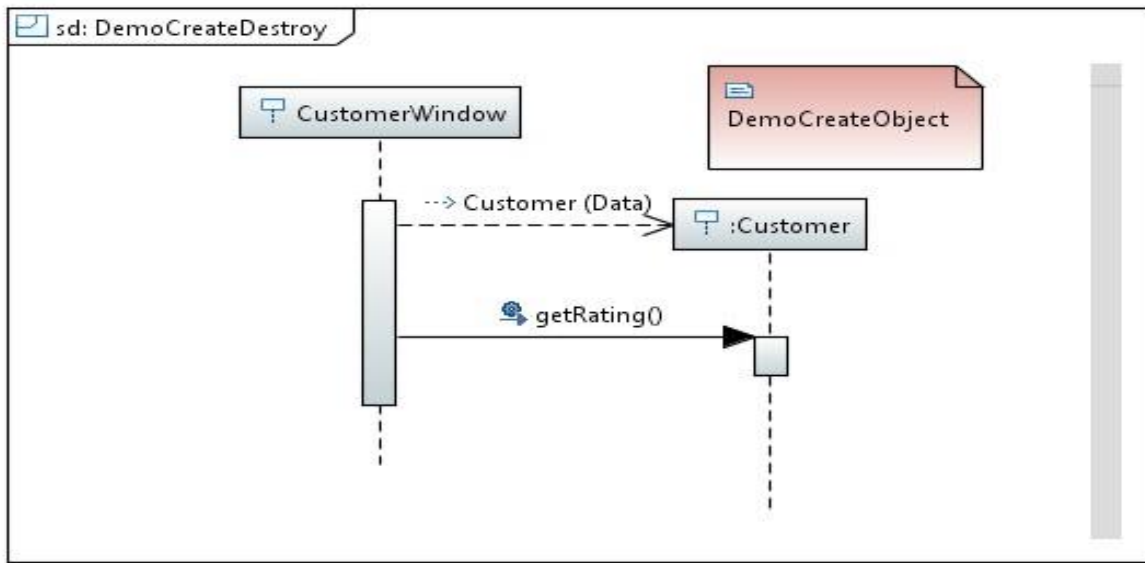 sd: DemoCreateDestroy
CustomerWindow
DemoCreateObject
Customer (Data)
:Customer
getRating()